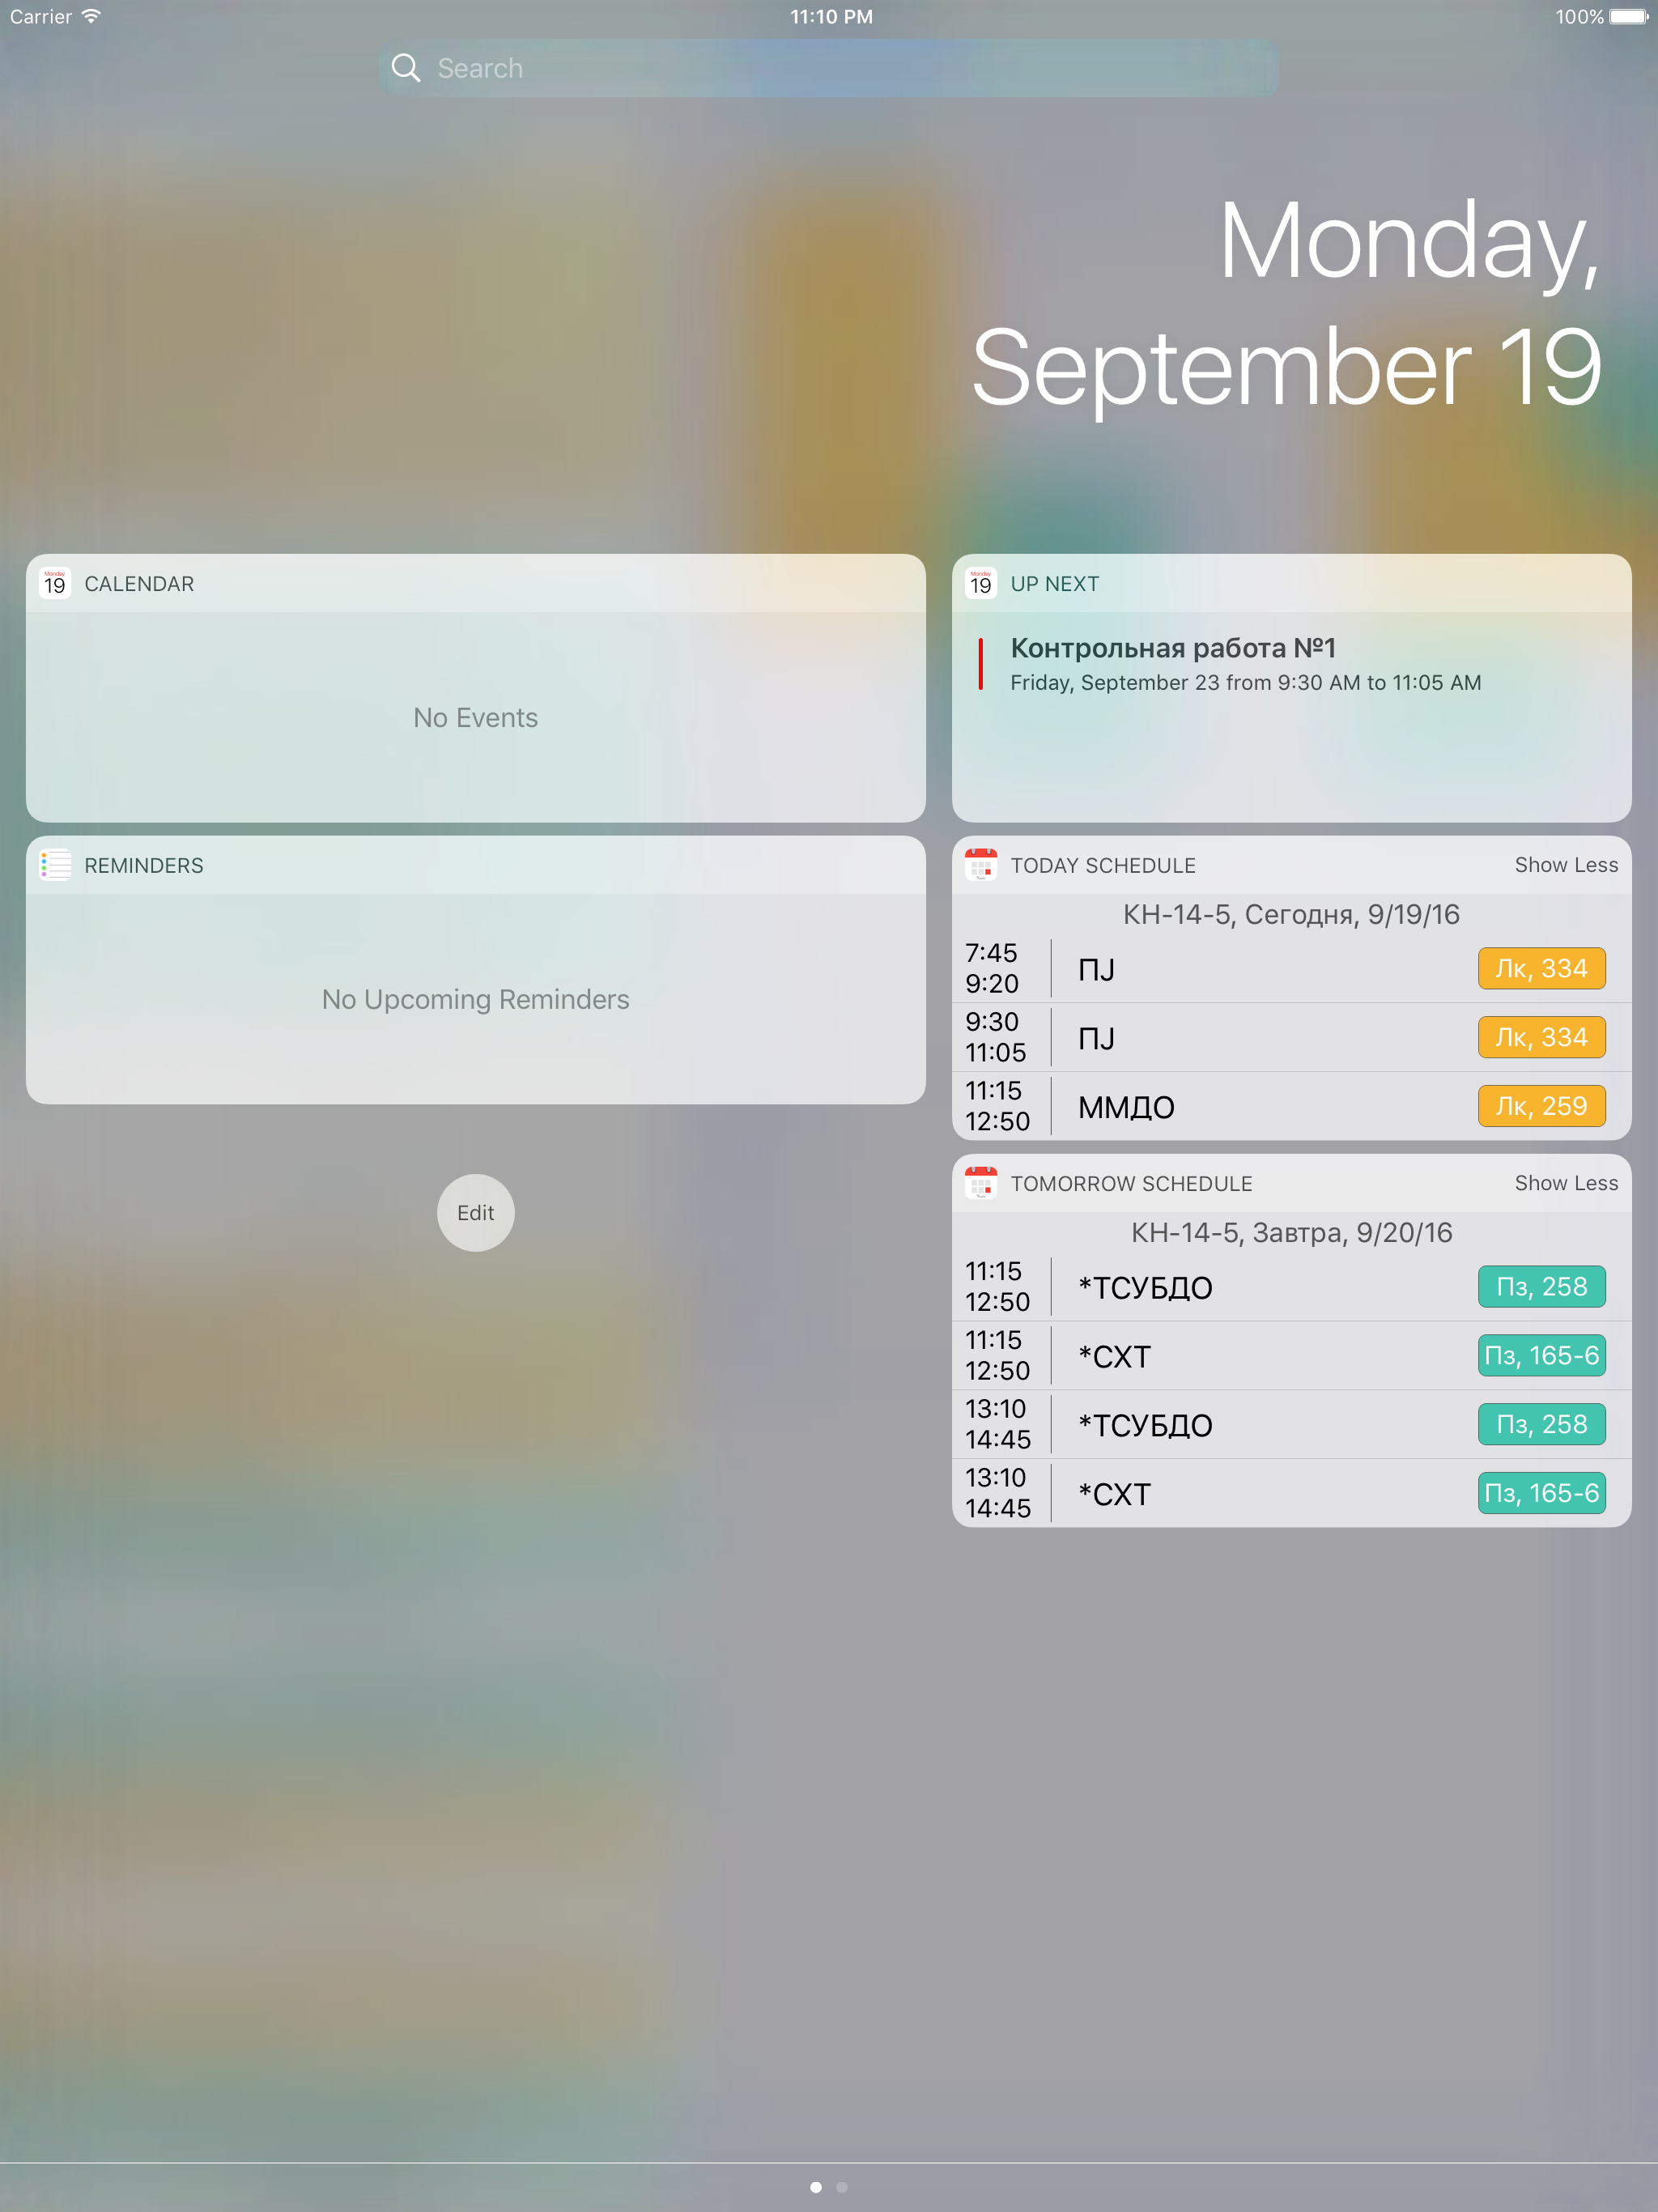 Carrier
11:10 PM
100%
Search
Monday,
September 19
Monday
19
CALENDAR
No Events
REMINDERS
No Upcoming Reminders
Edit
Monday
19
UP NEXT
Контрольная работа №1
Friday, September 23 from 9:30 AM to 11:05 AM
TODAY SCHEDULE
Show Less
КН-14-5, Сегодня, 9/19/16
7:45
9:20
ПJ
Лк, 334
9:30
11:05
ПJ
Лк, 334
11:15
12:50
ММДО
Лк, 259
TOMORROW SCHEDULE
Show Less
КН-14-5, Завтра, 9/20/16
11:15
12:50
*ТСУБДО
Пз, 258
11:15
12:50
*СХТ
Пз, 165-6
13:10
14:45
*ТСУБДО
Пз, 258
13:10
14:45
*СХТ
Пз, 165-6